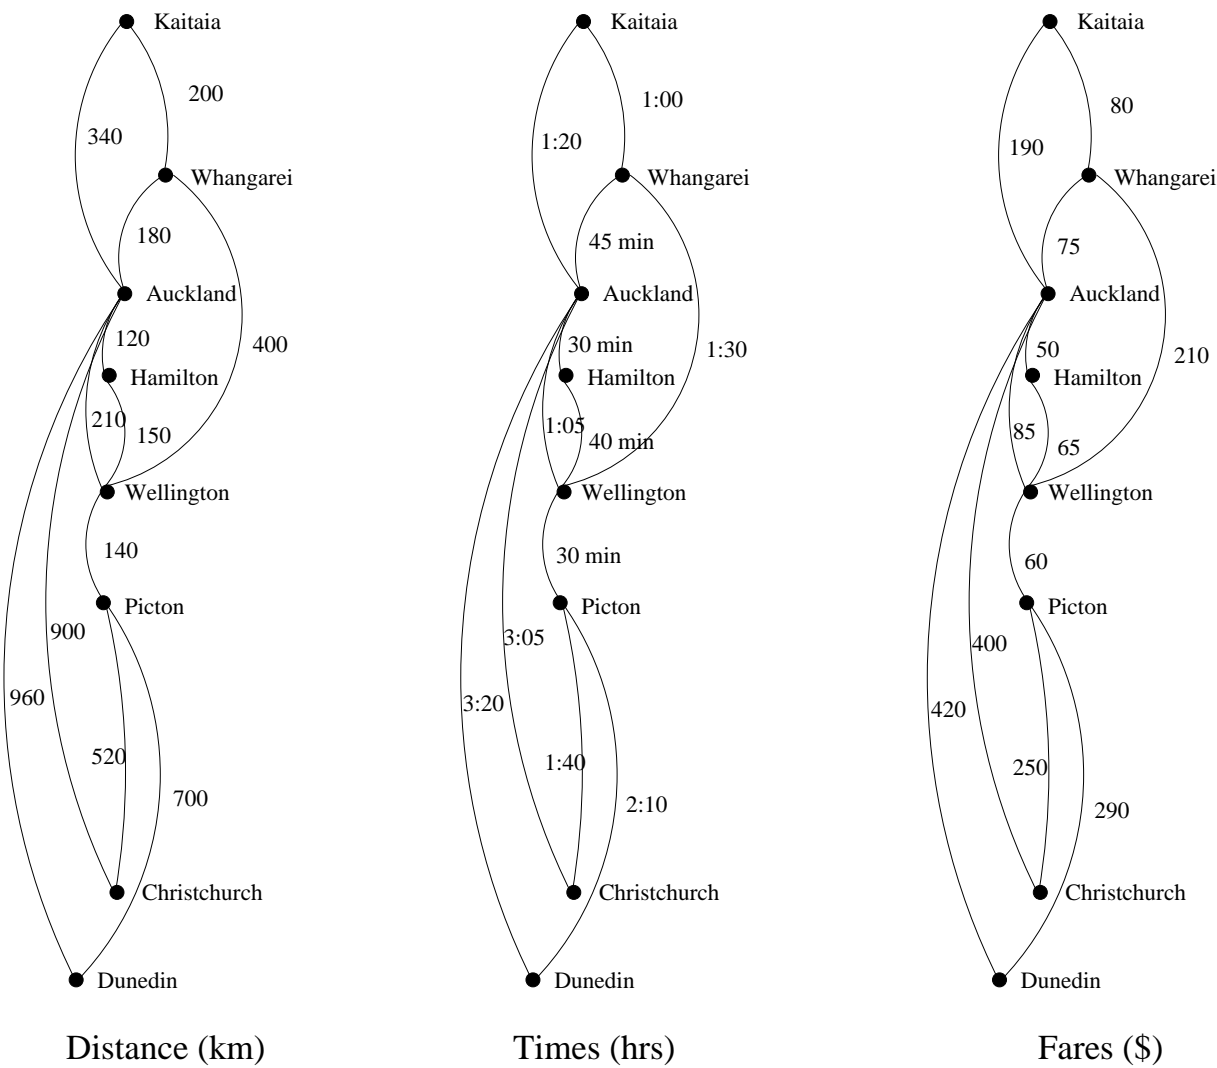 Kaitaia
200
340
Whangarei
180
Auckland
120
400
Hamilton
210
150
Wellington
140
Picton
900
960
520
700
Christchurch
Dunedin
Distance (km)
Kaitaia
1:00
1:20
Whangarei
45 min
Auckland
30 min
1:30
Hamilton
1:05
40 min
Wellington
30 min
Picton
3:05
3:20
1:40
2:10
Christchurch
Dunedin
Times (hrs)
Kaitaia
80
190
Whangarei
75
Auckland
50
210
Hamilton
85
65
Wellington
60
Picton
400
420
250
290
Christchurch
Dunedin
Fares ($)